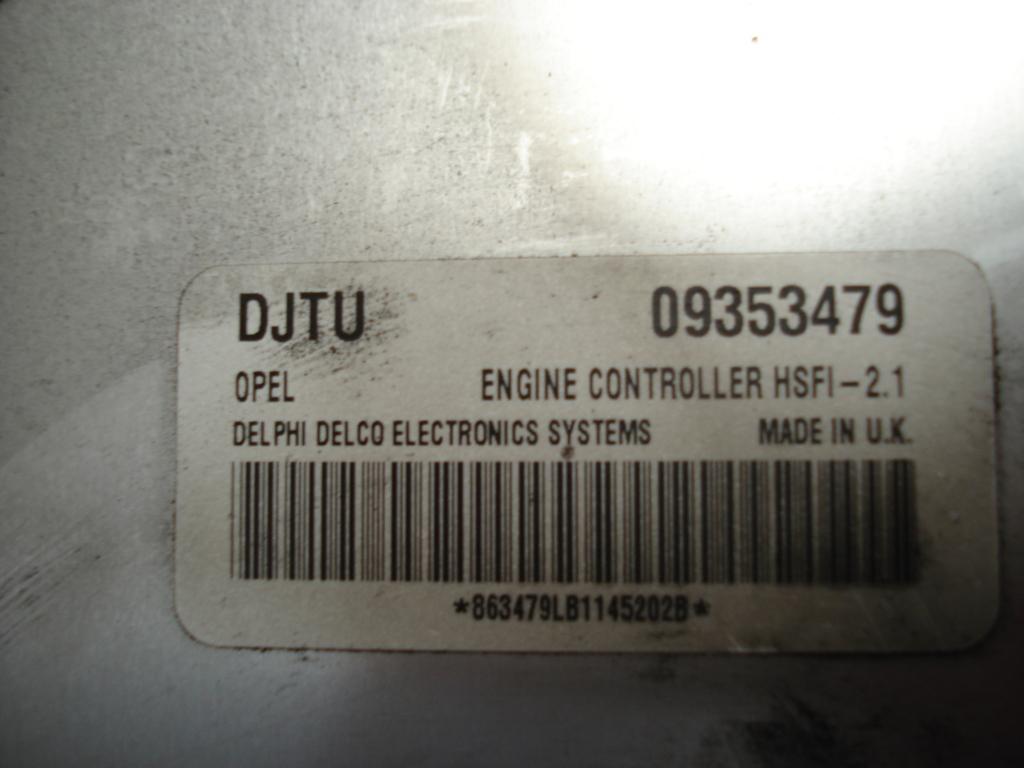 DJTU 09353479
OPEL ENGINE CONTROLLER HSFI-2.1
DELPHI DELCO ELECTRONICS SYSTEMS MADE IN U.K.
*863479LB1145202B*